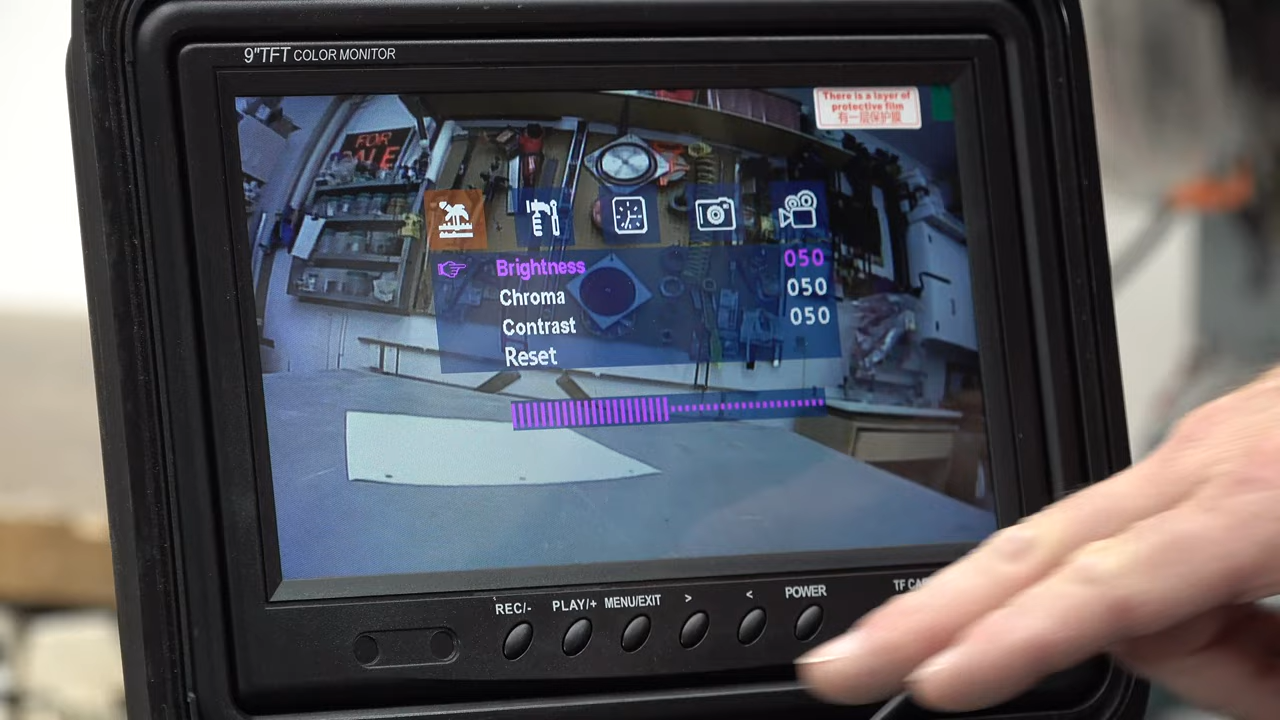 9"TFT COLOR MONITOR
There is a layer of
protective film
有一层保护膜
FOR
Brightness 050
Chroma 050
Contrast 050
Reset
REC/- PLAY/+ MENU/EXIT > < POWER